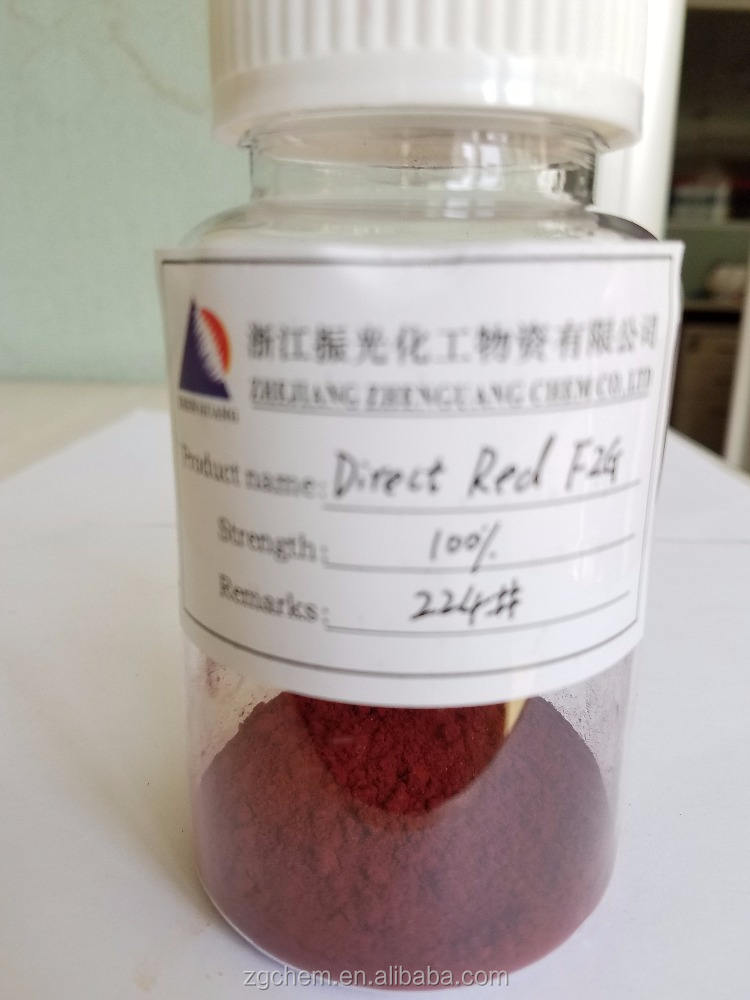 浙江振光化工物资有限公司
ZHEJIANG ZHENGUANG CHEM CO., LTD
Product name: Direct Red F2G
Strength: 100%
Remarks: 224#
zgchem.en.alibaba.com